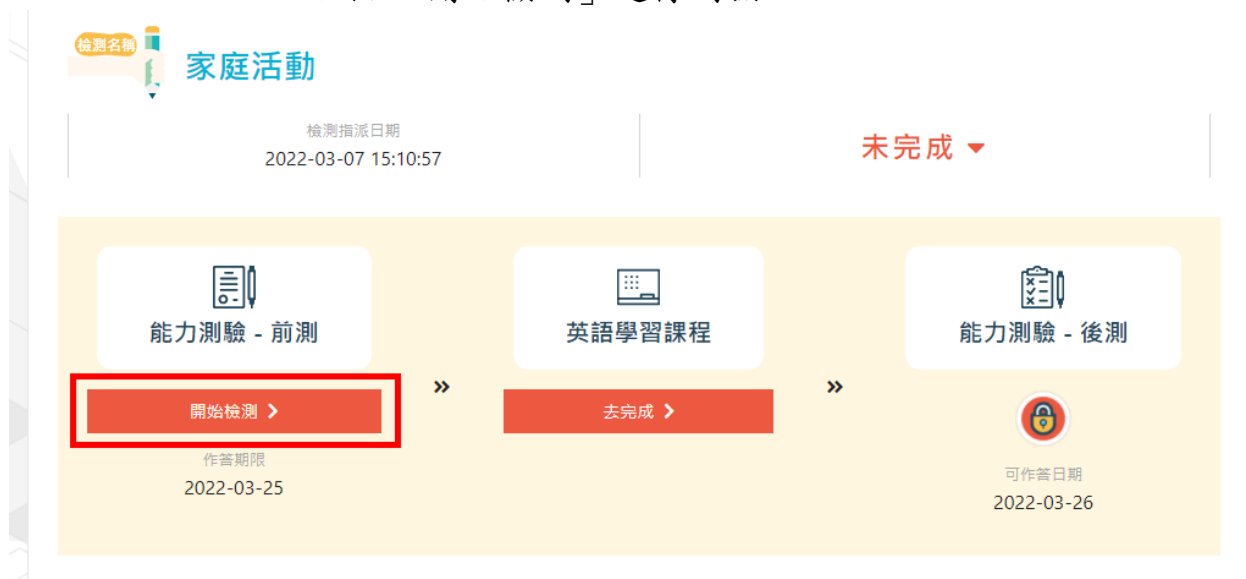 檢測名稱
家庭活動
檢測指派日期
2022-03-07 15:10:57
未完成
能力測驗 - 前測
英語學習課程
能力測驗 - 後測
開始檢測
去完成
作答期限
2022-03-25
可作答日期
2022-03-26